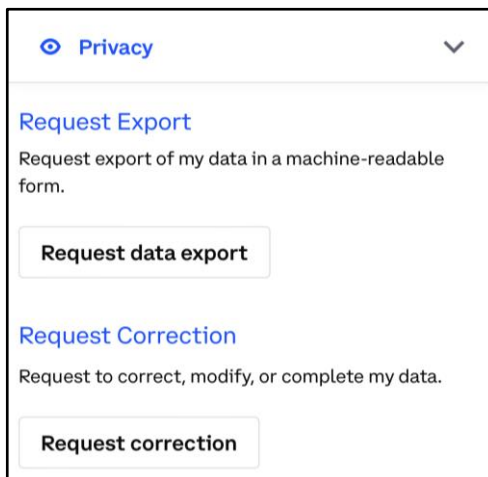 Privacy
Request Export
Request export of my data in a machine-readable
form.
Request data export
Request Correction
Request to correct, modify, or complete my data.
Request correction